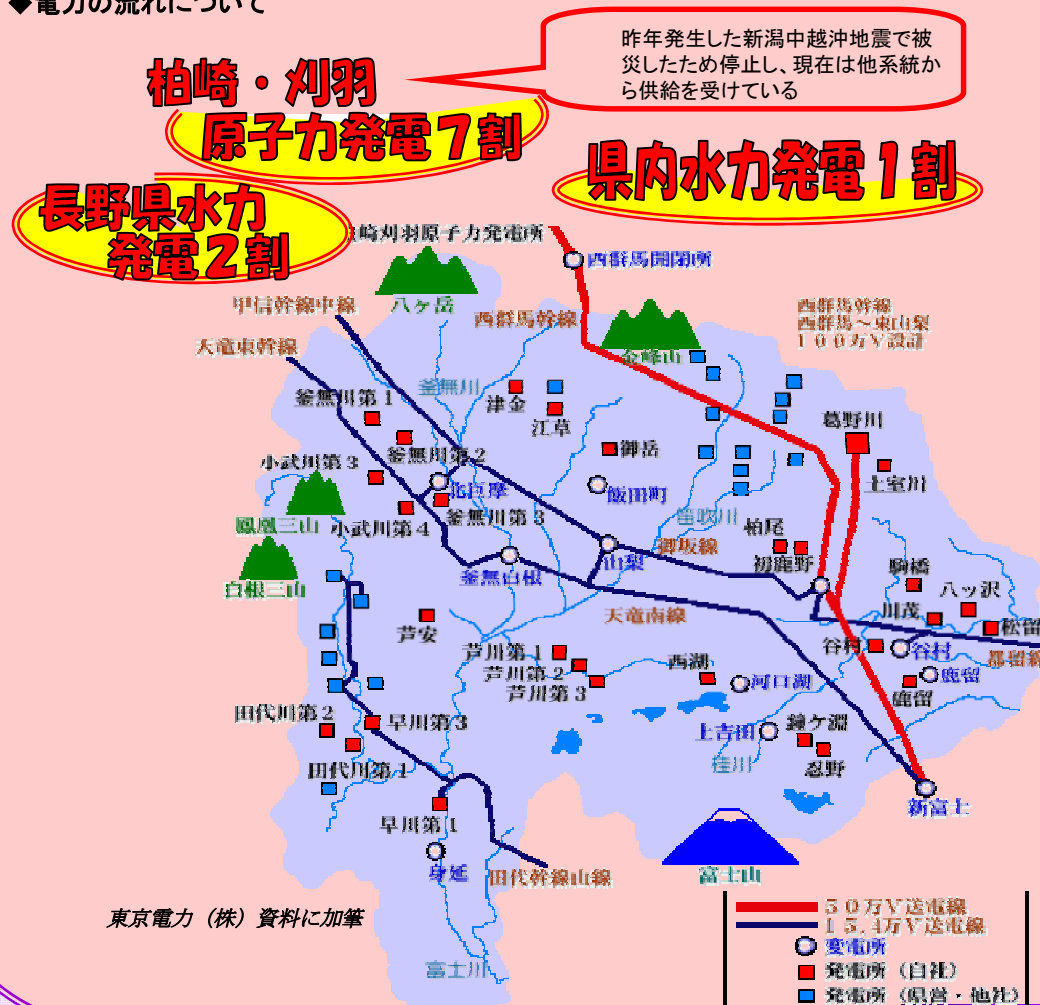 ◆電力の流れについて
昨年発生した新潟中越沖地震で被
災したため停止し、現在は他系統か
ら供給を受けている
柏崎・刈羽
原子力発電７割
県内水力発電１割
長野県水力
発電２割
崎刈羽原子力発電所
西群馬開閉所
甲信幹線中線
八ヶ岳
西群馬幹線
西群馬幹線
西群馬～東山梨
１００万Ｖ設計
天竜東幹線
金峰山
釜無川
釜無川第１
津金
江草
葛野川
小武川第３
釜無川第２
御岳
土室川
北巨摩
飯田町
鳳凰三山
小武川第４
釜無川第３
笛吹川
柏尾
御坂線
初鹿野
白根三山
釜無白根
山梨
駒橋
八ッ沢
天竜南線
川茂
松留
芦安
谷村
谷村
都留線
芦川第１
芦川第２
芦川第３
西湖
河口湖
鹿留
鹿留
田代川第２
早川第３
上吉田
鐘ケ淵
田代川第１
桂川
忍野
新富士
早川第１
身延
田代幹線山線
富士山
東京電力（株）資料に加筆
富士川
５０万Ｖ送電線
１５.４万Ｖ送電線
変電所
発電所（自社）
発電所（県営・他社）